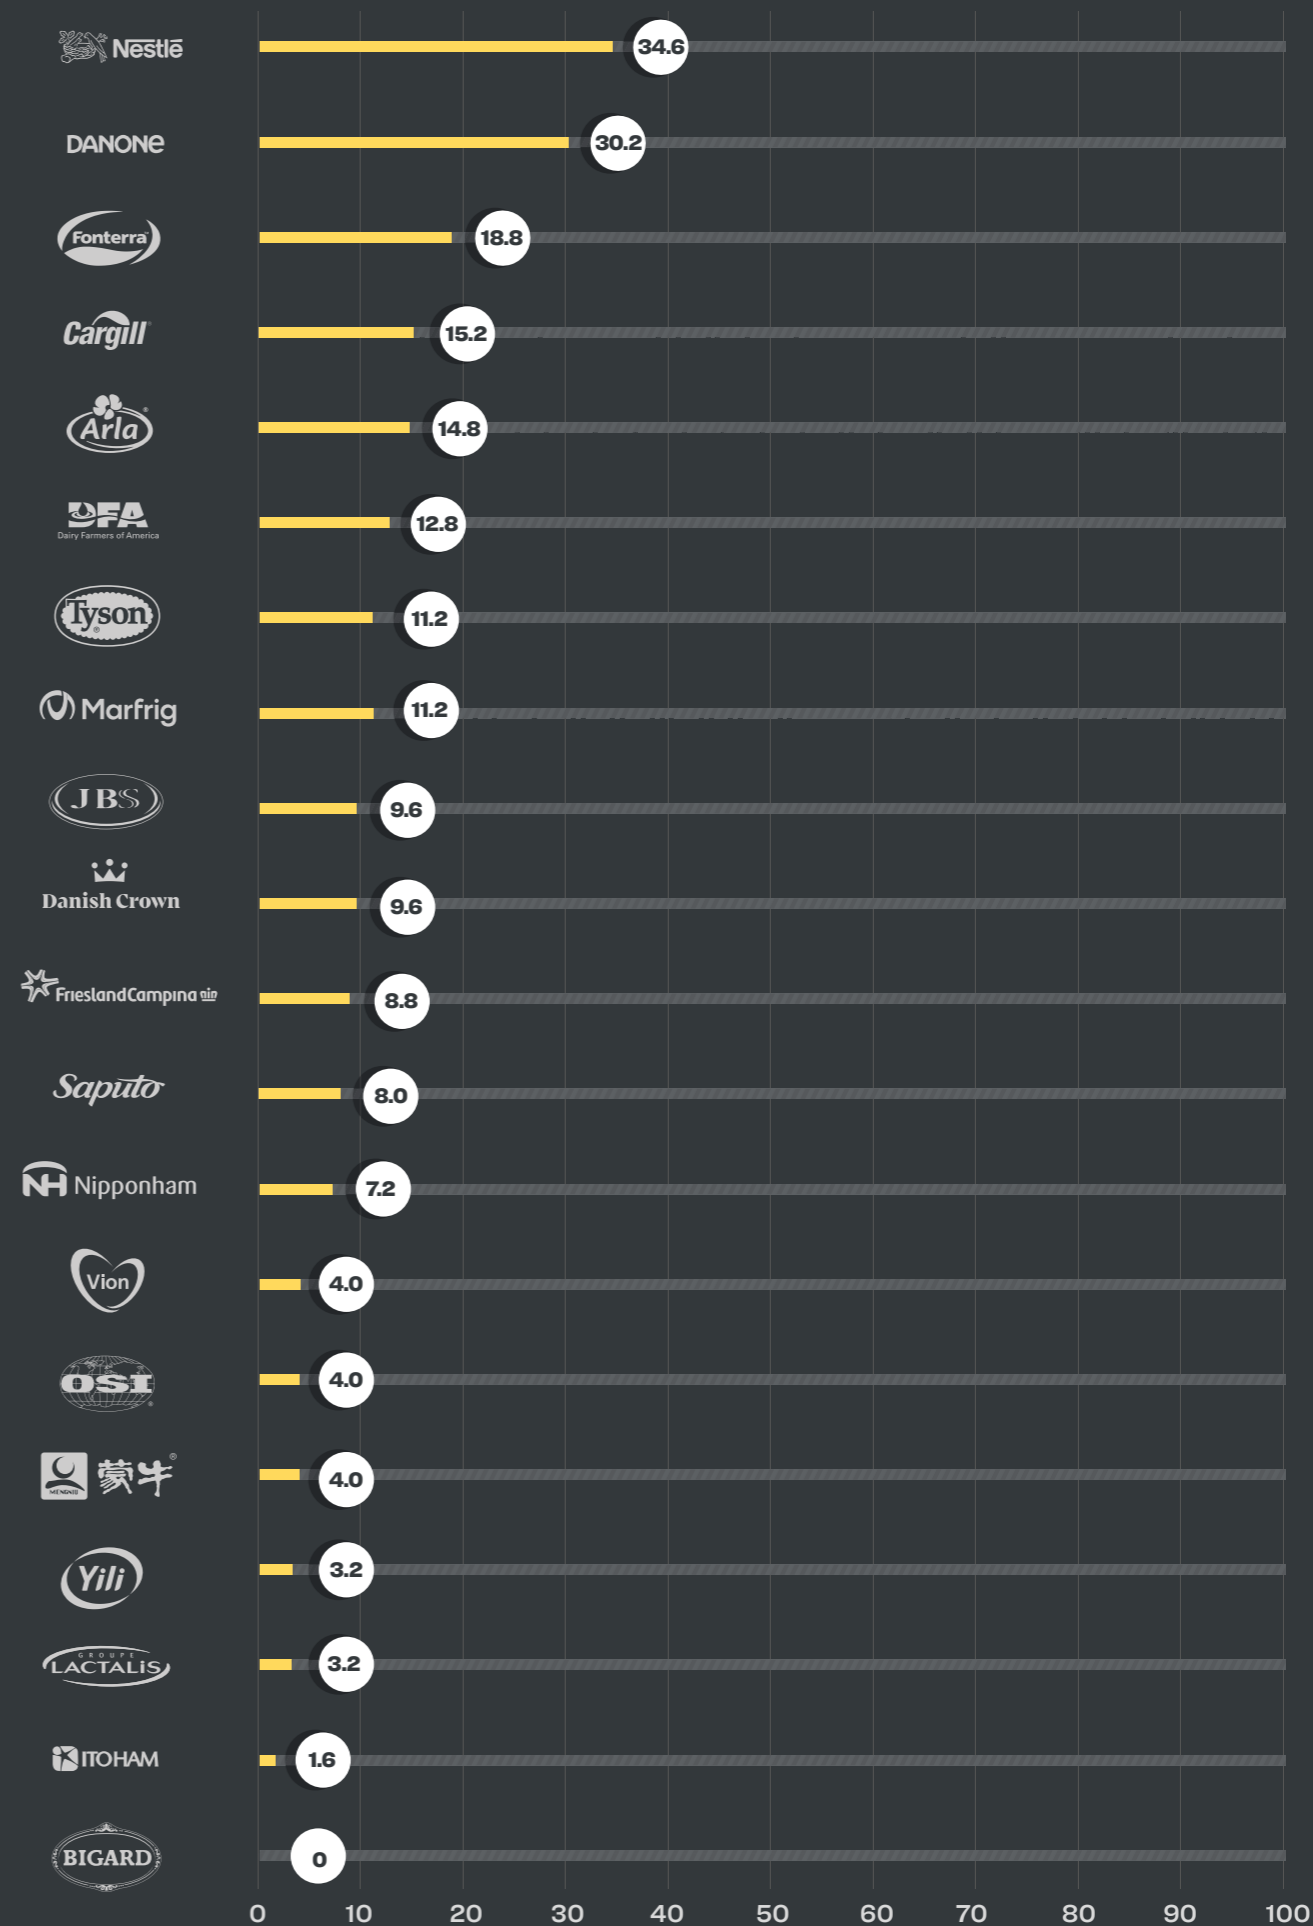 Nestlé
34.6
DANONE
30.2
Fonterra
18.8
Cargill
15.2
Arla
14.8
DFA
Dairy Farmers of America
12.8
Tyson
11.2
Marfrig
11.2
JBS
9.6
Danish Crown
9.6
FrieslandCampina
8.8
Saputo
8.0
NH Nipponham
7.2
Vion
4.0
OSI
4.0
蒙牛
MENGNIU
4.0
Yili
3.2
GROUPE
LACTALIS
3.2
ITOHAM
1.6
BIGARD
0
0 10 20 30 40 50 60 70 80 90 100